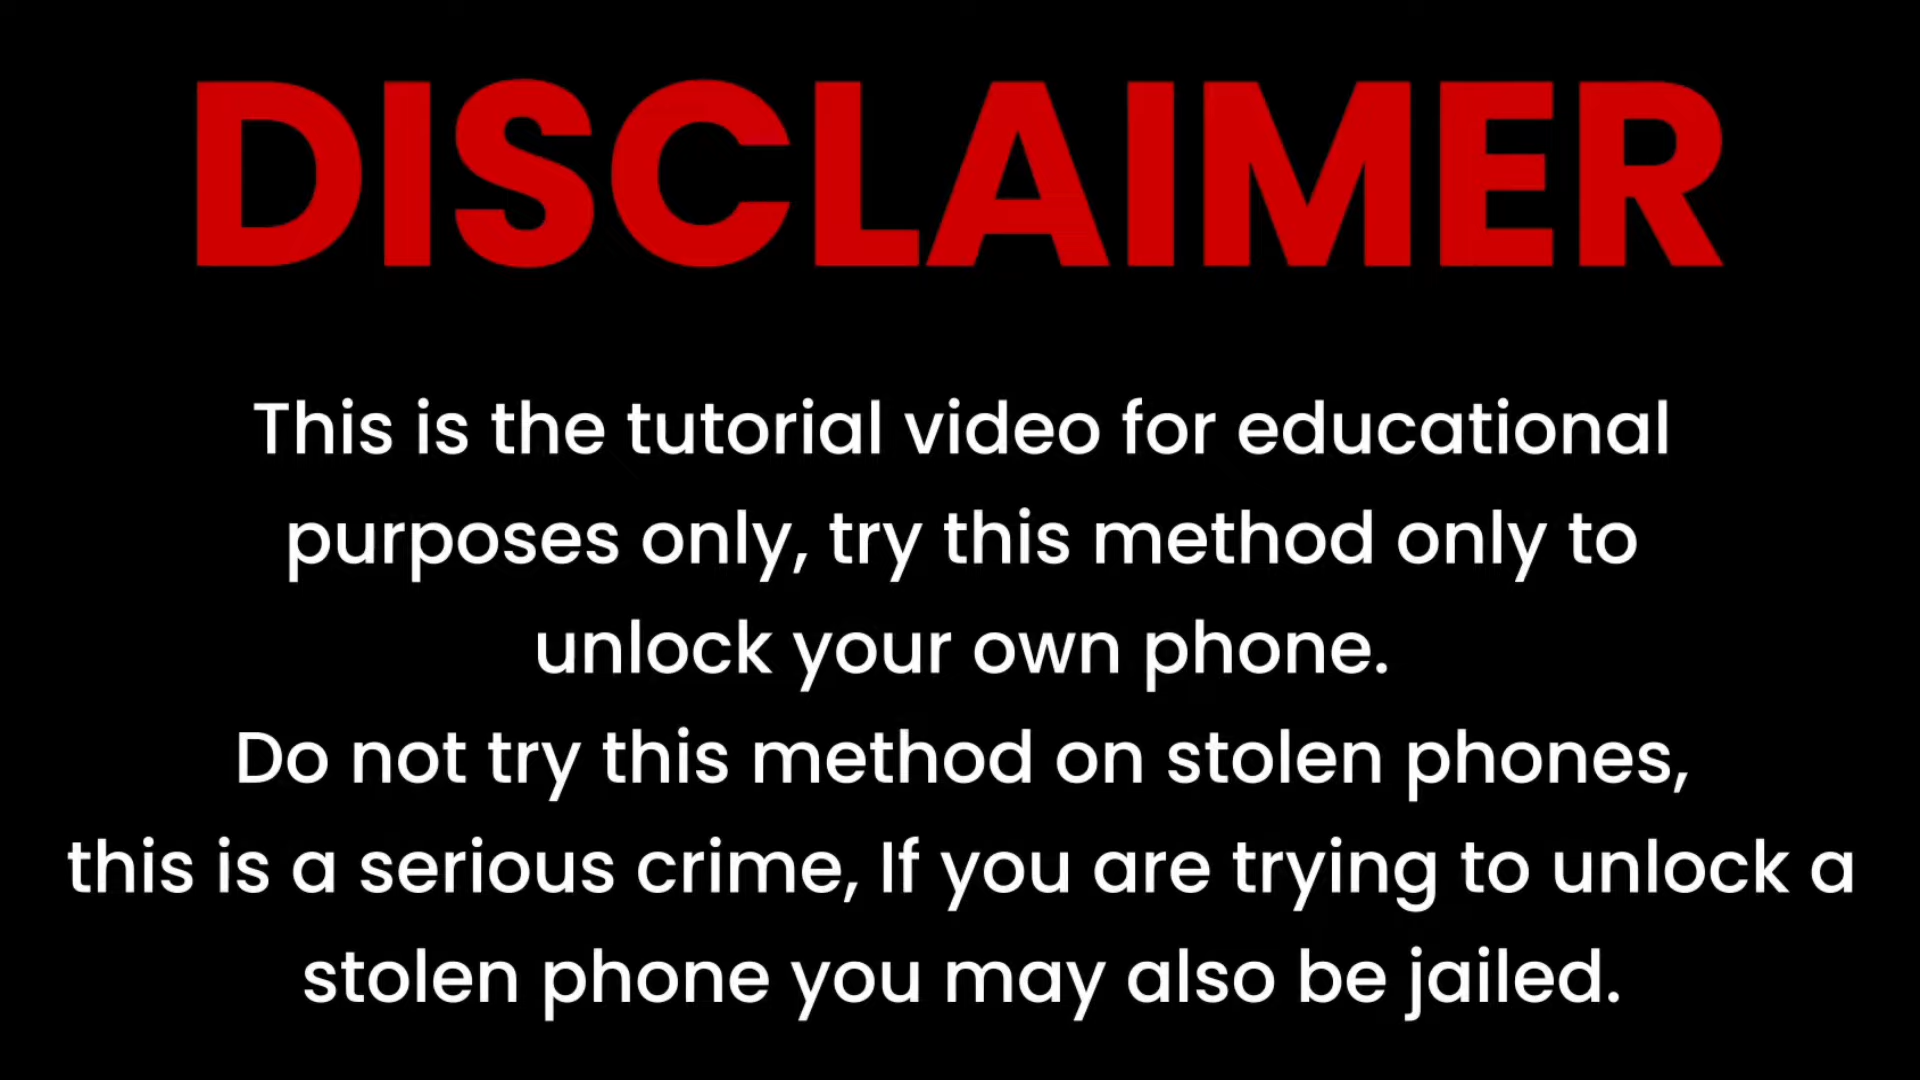 DISCLAIMER
This is the tutorial video for educational
purposes only, try this method only to
unlock your own phone.
Do not try this method on stolen phones,
this is a serious crime, If you are trying to unlock a
stolen phone you may also be jailed.